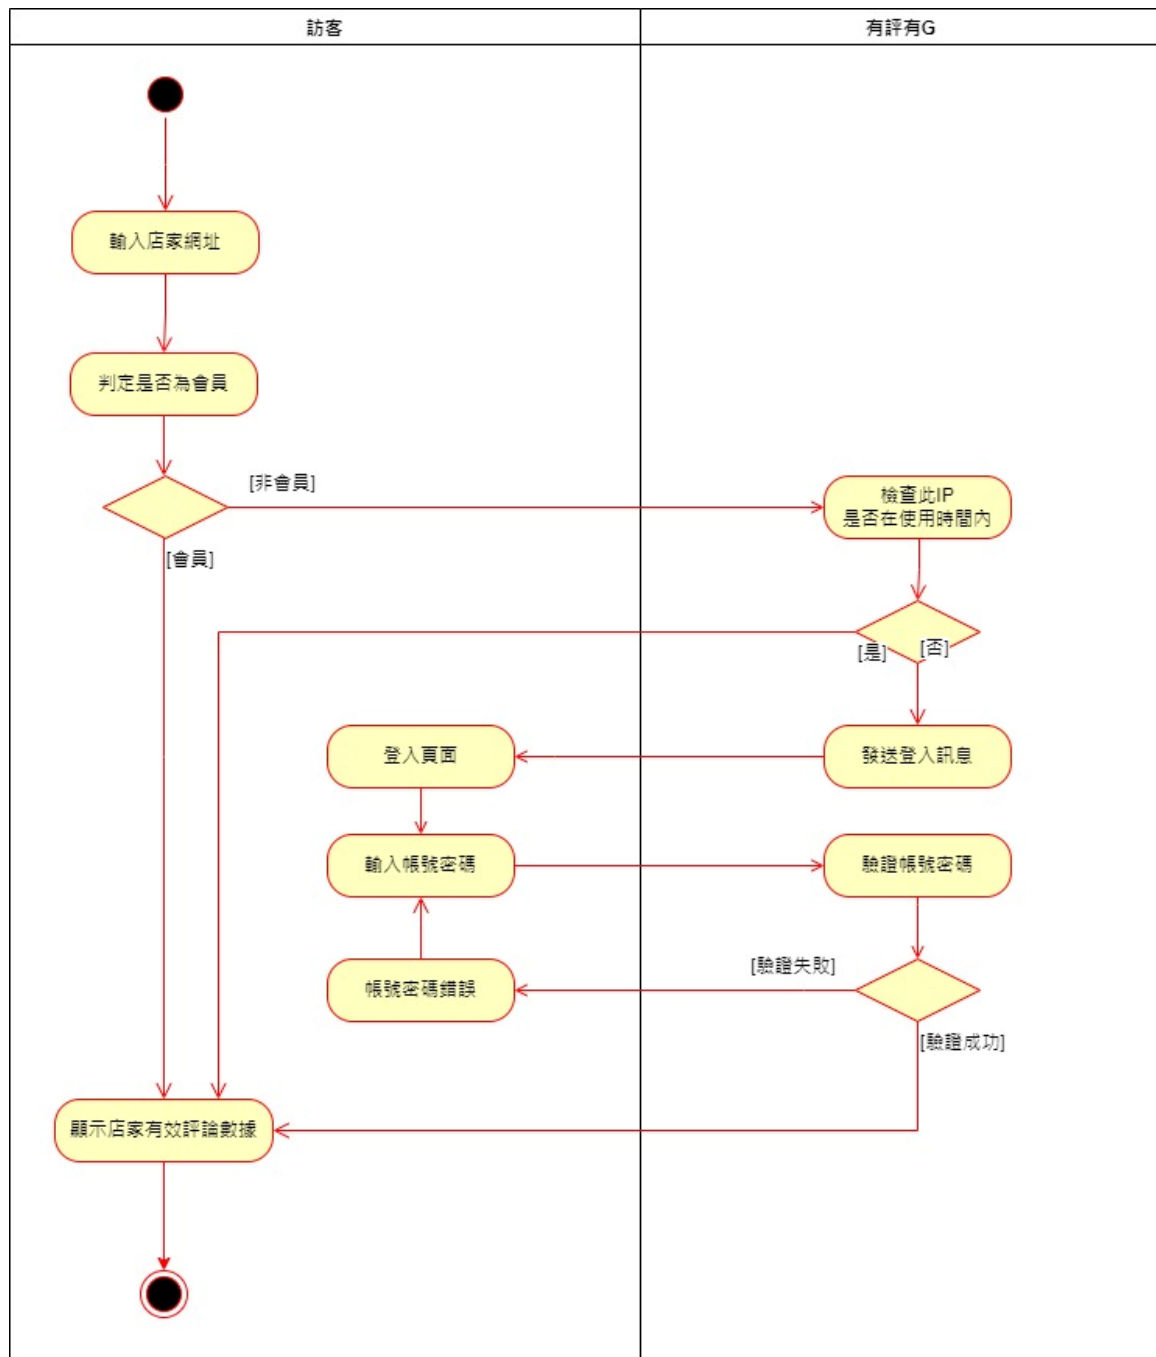 訪客
有評有G
輸入店家網址
判定是否為會員
[非會員]
[會員]
檢查此IP
是否在使用時間內
[是]
[否]
登入頁面
發送登入訊息
輸入帳號密碼
驗證帳號密碼
[驗證失敗]
帳號密碼錯誤
[驗證成功]
顯示店家有效評論數據